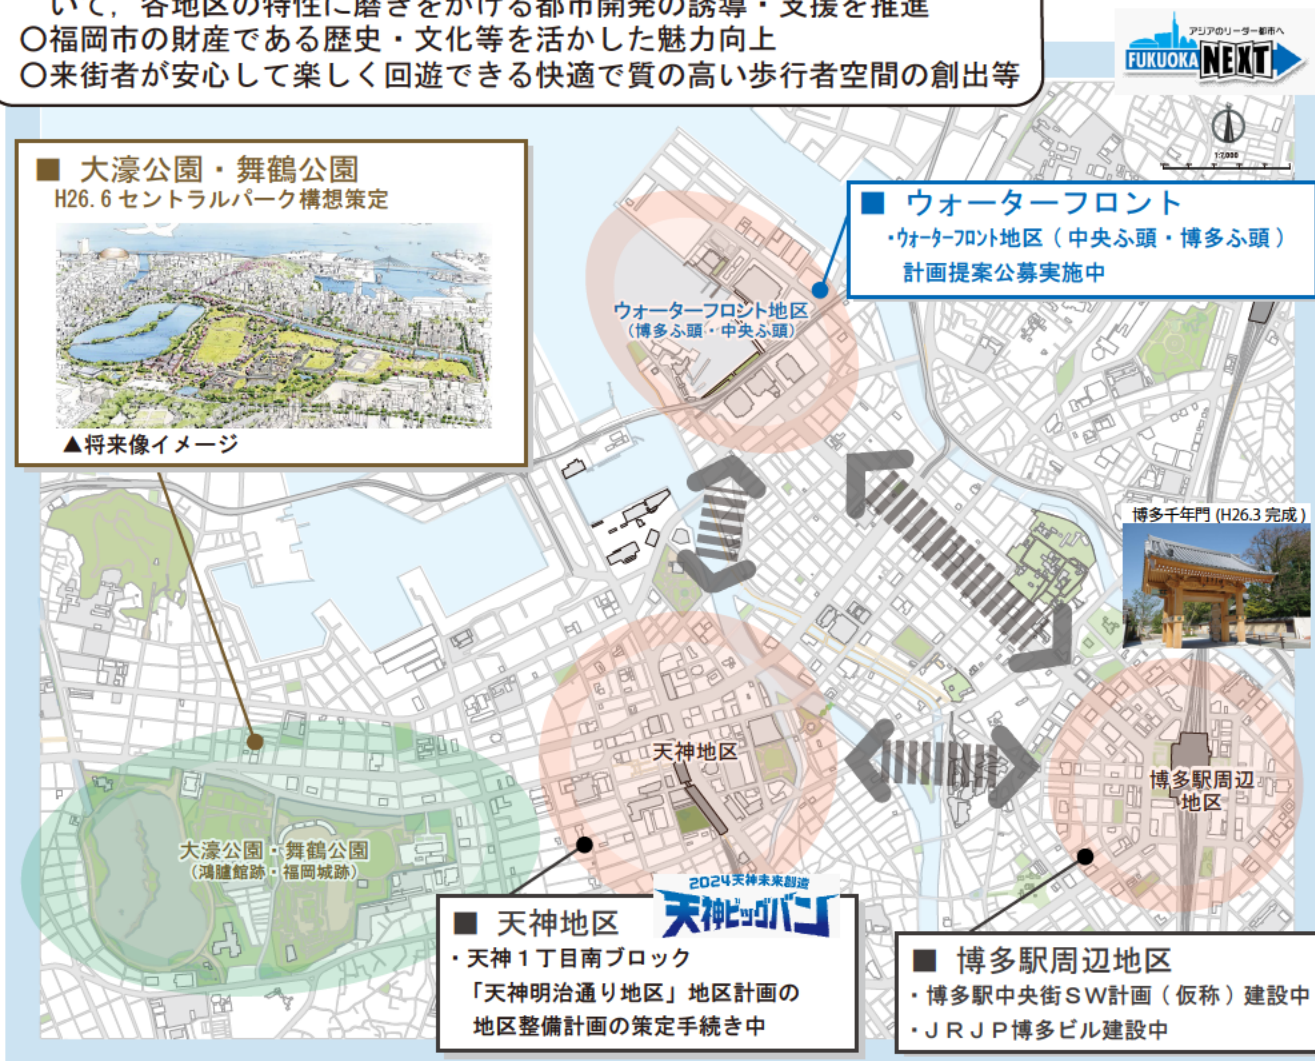 いて，各地区の特性に磨きをかける都市開発の誘導・支援を推進
〇福岡市の財産である歴史・文化等を活かした魅力向上
〇来街者が安心して楽しく回遊できる快適で質の高い歩行者空間の創出等
アジアのリーダー都市へ
FUKUOKA NEXT
1:7,000
■ 大濠公園・舞鶴公園
H26.6 セントラルパーク構想策定
▲将来像イメージ
■ ウォーターフロント
・ウォーターフロント地区（中央ふ頭・博多ふ頭）
計画提案公募実施中
ウォーターフロント地区
（博多ふ頭・中央ふ頭）
博多千年門 (H26.3 完成)
天神地区
博多駅周辺
地区
大濠公園・舞鶴公園
（鴻臚館跡・福岡城跡）
2024天神未来創造
天神ビッグバン
■ 天神地区
・天神１丁目南ブロック
「天神明治通り地区」地区計画の
地区整備計画の策定手続き中
■ 博多駅周辺地区
・博多駅中央街ＳＷ計画（仮称）建設中
・ＪＲＪＰ博多ビル建設中